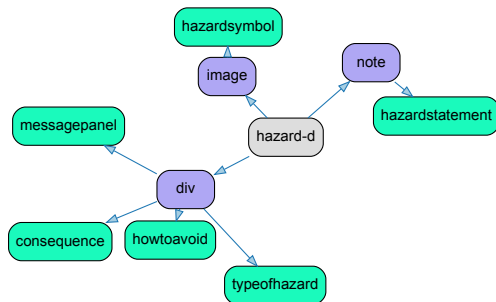 hazardsymbol
image
note
messagepanel
hazardstatement
hazard-d
div
consequence
howtoavoid
typeofhazard